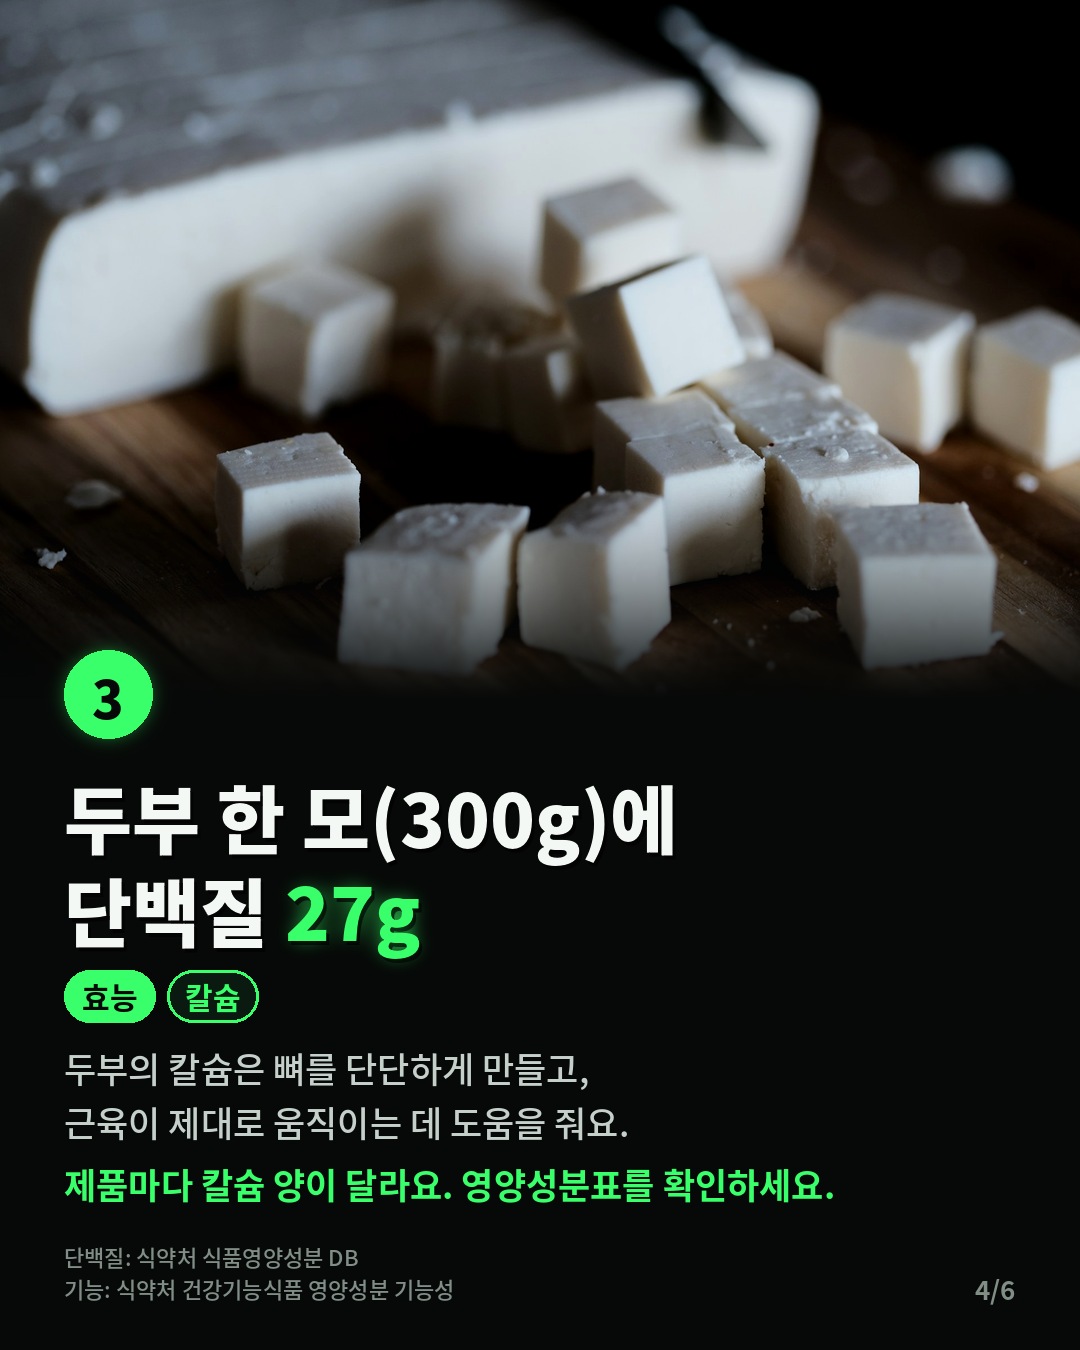 3
두부 한 모(300g)에
단백질 27g
효능 칼슘
두부의 칼슘은 뼈를 단단하게 만들고,
근육이 제대로 움직이는 데 도움을 줘요.
제품마다 칼슘 양이 달라요. 영양성분표를 확인하세요.
단백질: 식약처 식품영양성분 DB
기능: 식약처 건강기능식품 영양성분 기능성
4/6